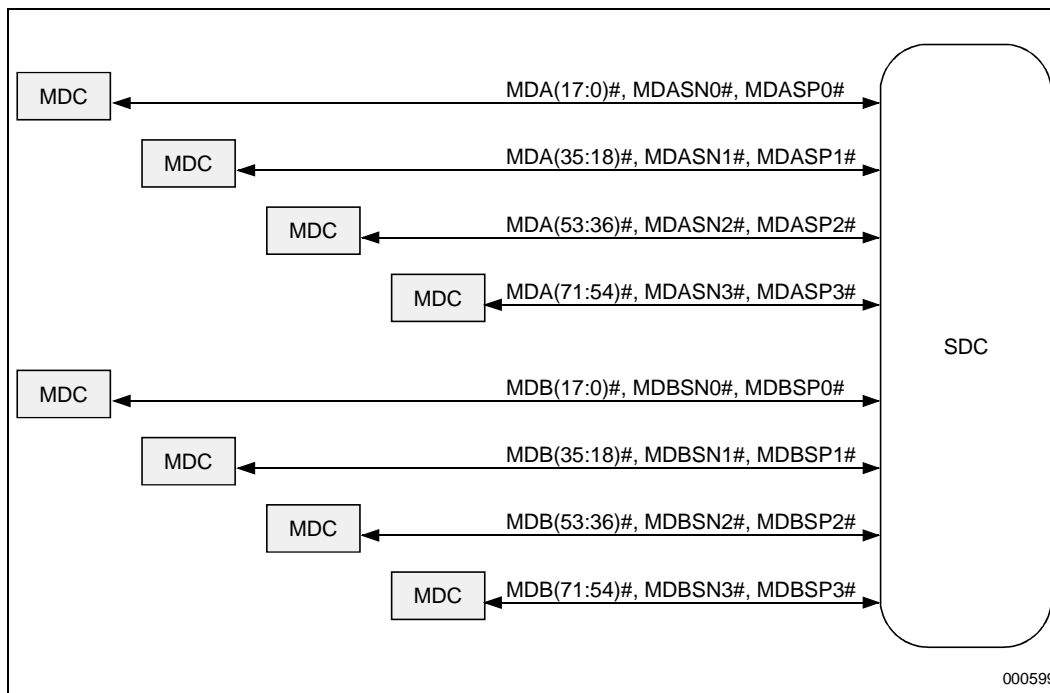 MDC
MDA(17:0)#, MDASN0#, MDASP0#
MDC
MDA(35:18)#, MDASN1#, MDASP1#
MDC
MDA(53:36)#, MDASN2#, MDASP2#
MDC
MDA(71:54)#, MDASN3#, MDASP3#
SDC
MDC
MDB(17:0)#, MDBSN0#, MDBSP0#
MDC
MDB(35:18)#, MDBSN1#, MDBSP1#
MDC
MDB(53:36)#, MDBSN2#, MDBSP2#
MDC
MDB(71:54)#, MDBSN3#, MDBSP3#
000599